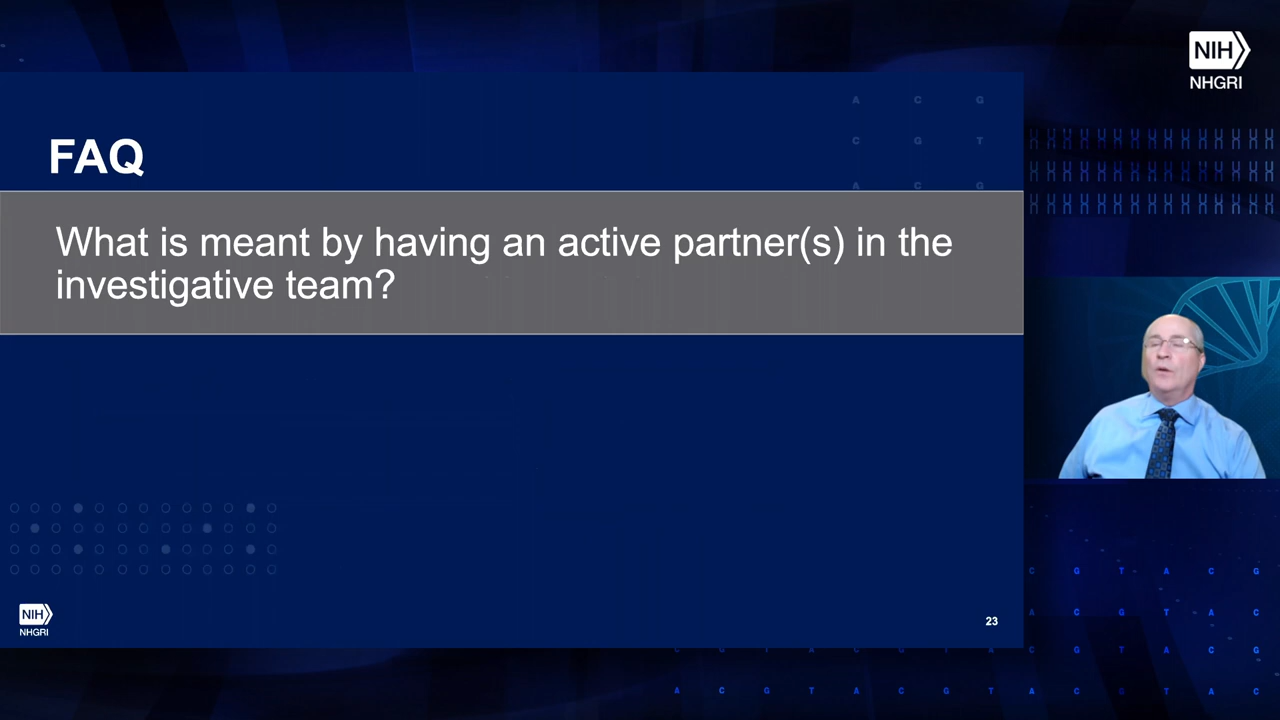 NIH
NHGRI
A C G
C G T
A C G
FAQ
What is meant by having an active partner(s) in the
investigative team?
C G T A C G
A C G T A C
NIH
NHGRI
23
C G T A C G T A C G T A C G
A C G T A C G T A C G T A C